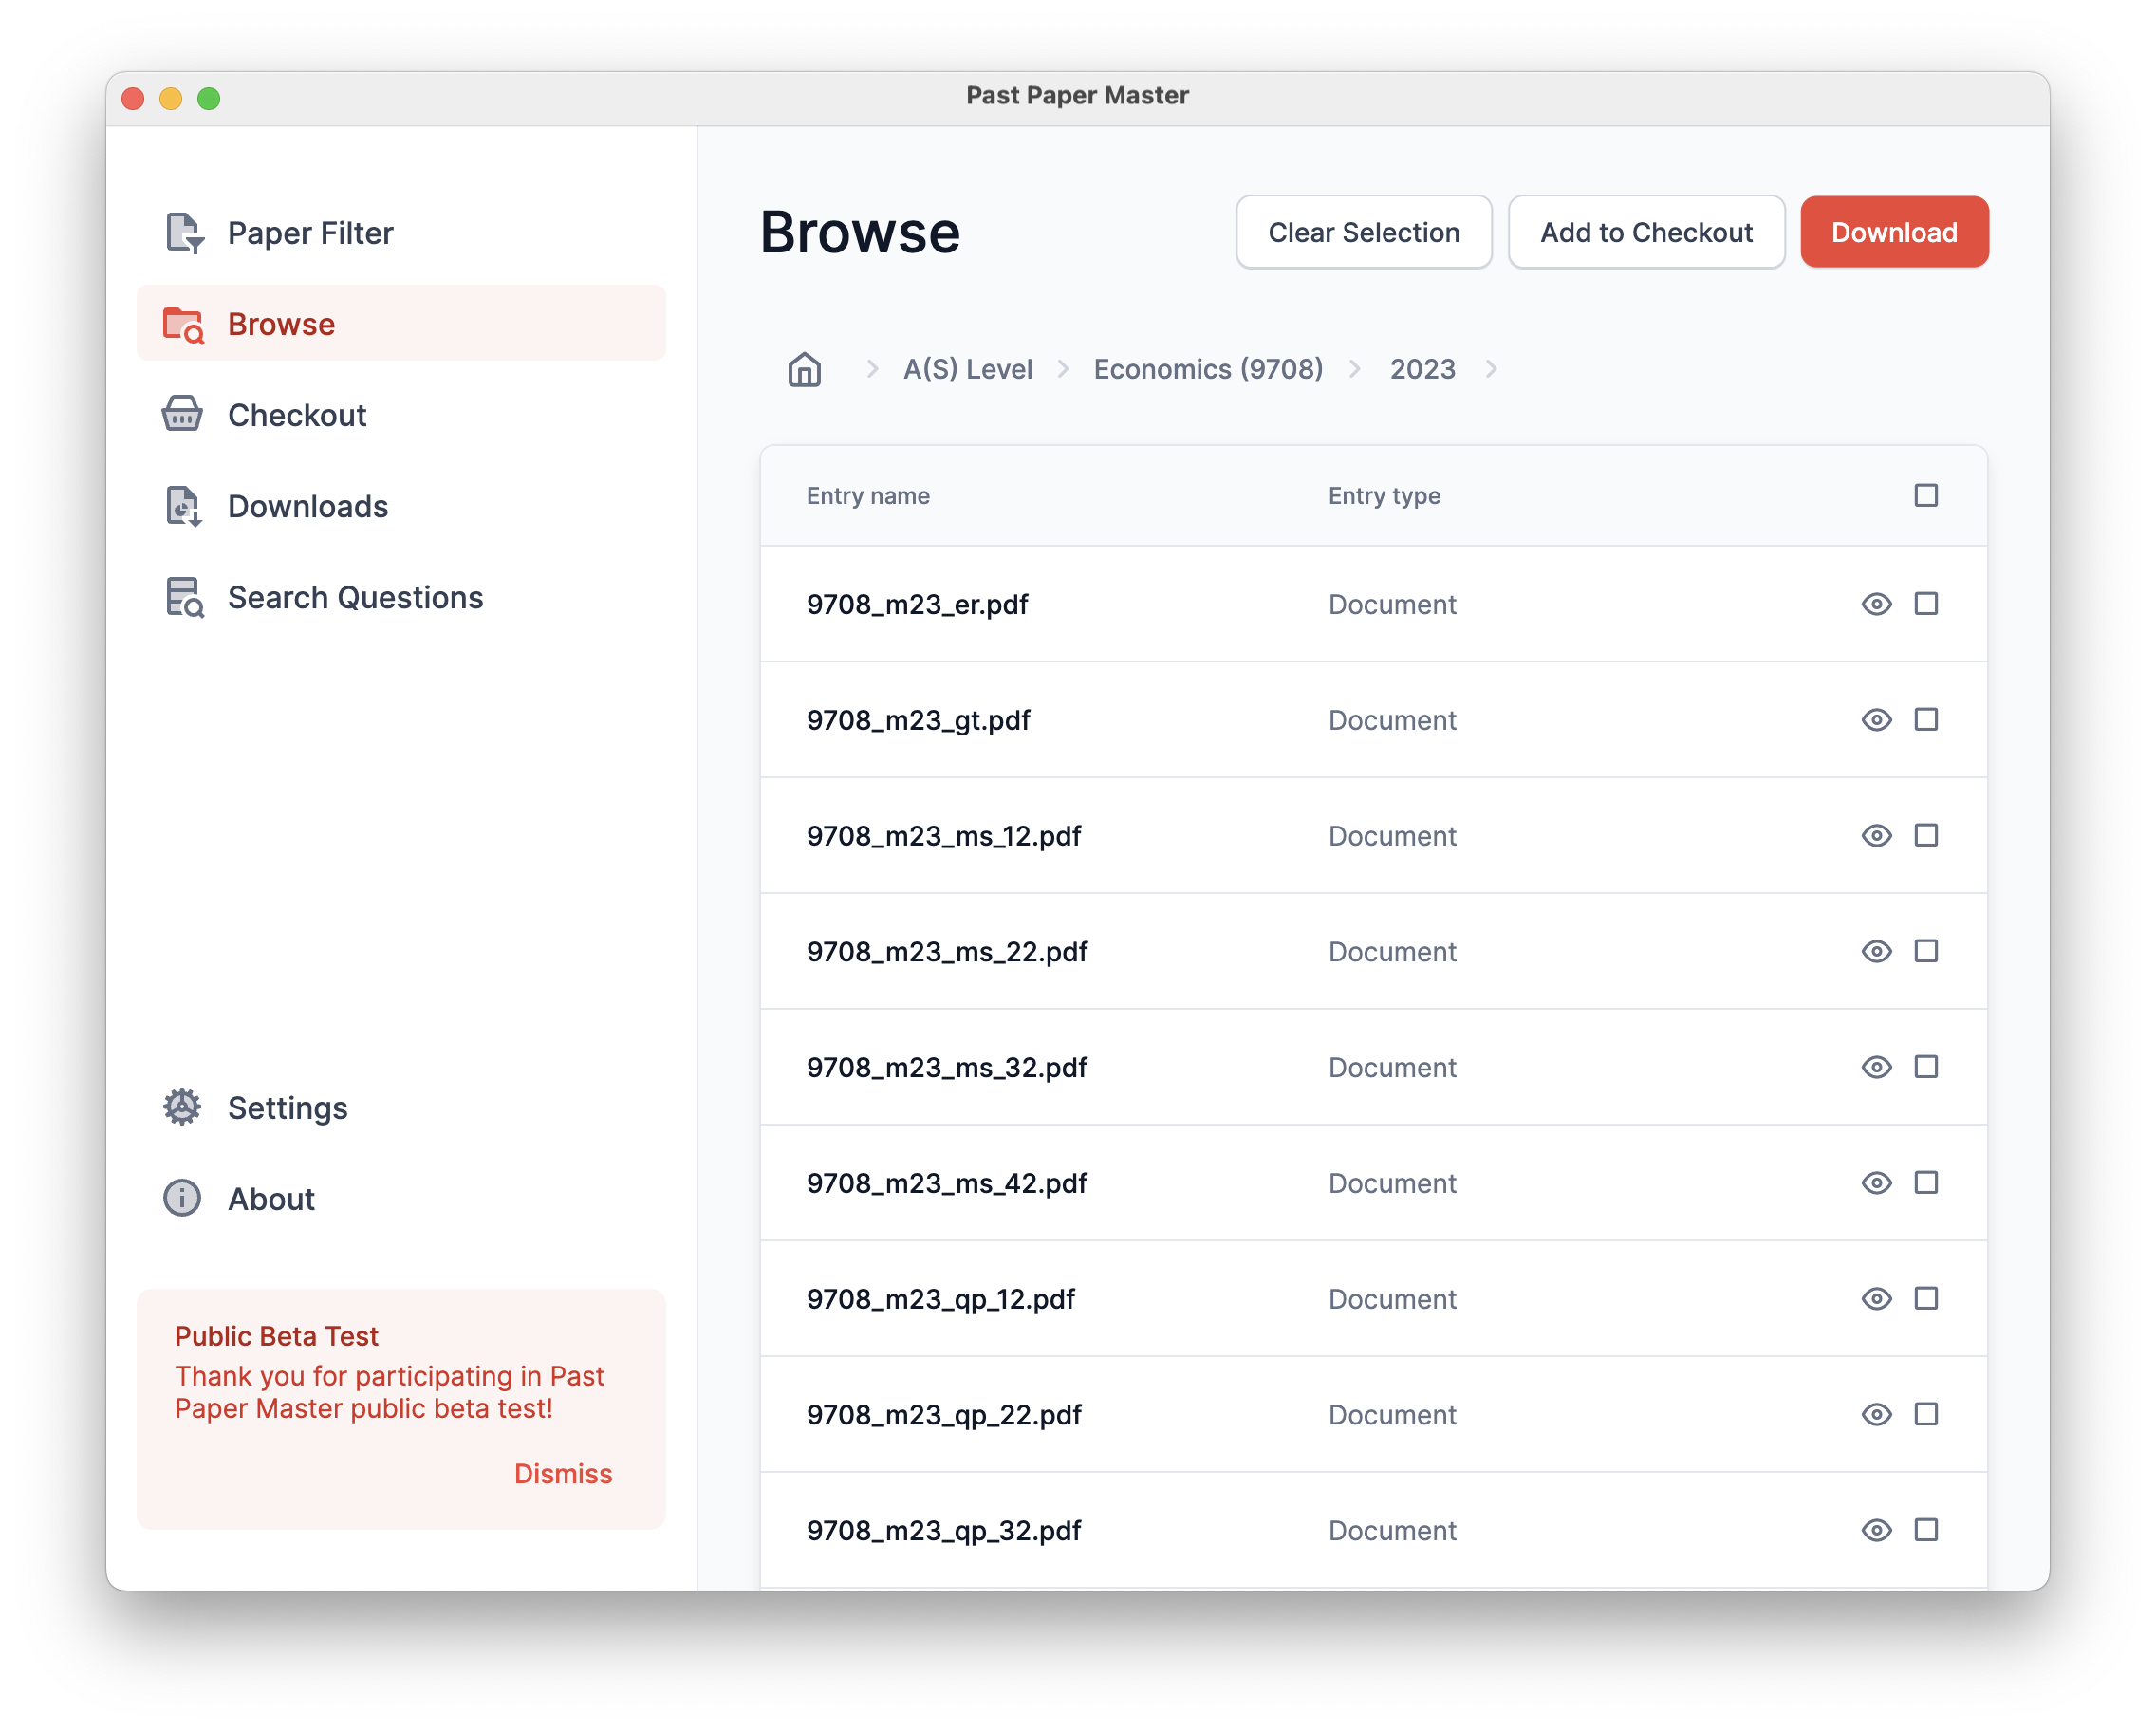 Past Paper Master
Paper Filter
Browse
Checkout
Downloads
Search Questions
Settings
About
Public Beta Test
Thank you for participating in Past
Paper Master public beta test!
Dismiss
Browse
Clear Selection
Add to Checkout
Download
A(S) Level
Economics (9708)
2023
Entry name Entry type
9708_m23_er.pdf Document
9708_m23_gt.pdf Document
9708_m23_ms_12.pdf Document
9708_m23_ms_22.pdf Document
9708_m23_ms_32.pdf Document
9708_m23_ms_42.pdf Document
9708_m23_qp_12.pdf Document
9708_m23_qp_22.pdf Document
9708_m23_qp_32.pdf Document